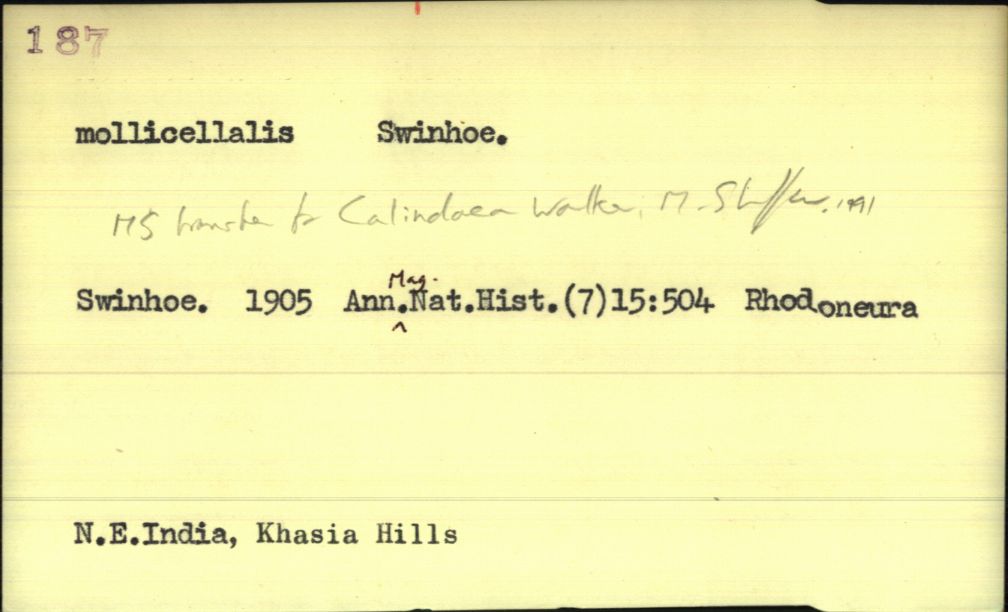 187
mollicellalis Swinhoe.
MS transfer to Calindoea Walker, M. Shaffer, 1991
Swinhoe. 1905 Ann. Mag. Nat.Hist.(7)15:504 Rhodoneura
N.E.India, Khasia Hills